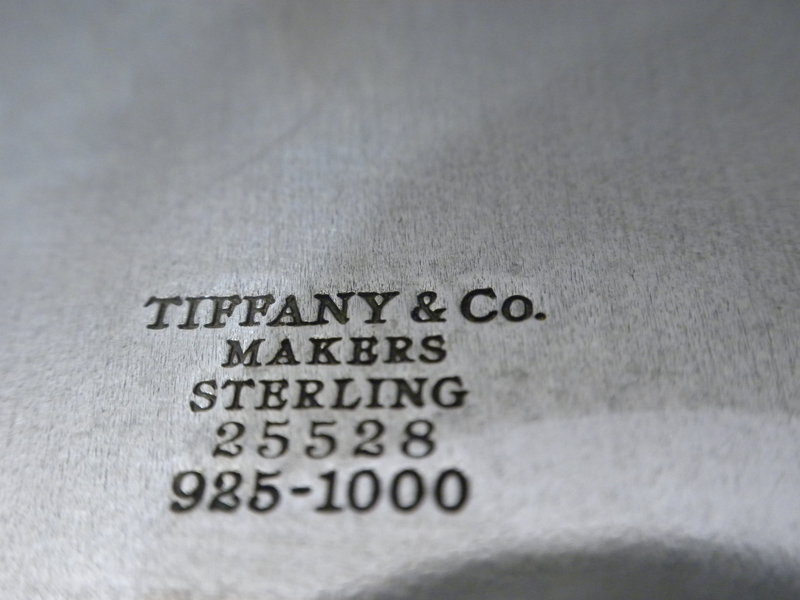 TIFFANY & Co.
MAKERS
STERLING
25528
925-1000